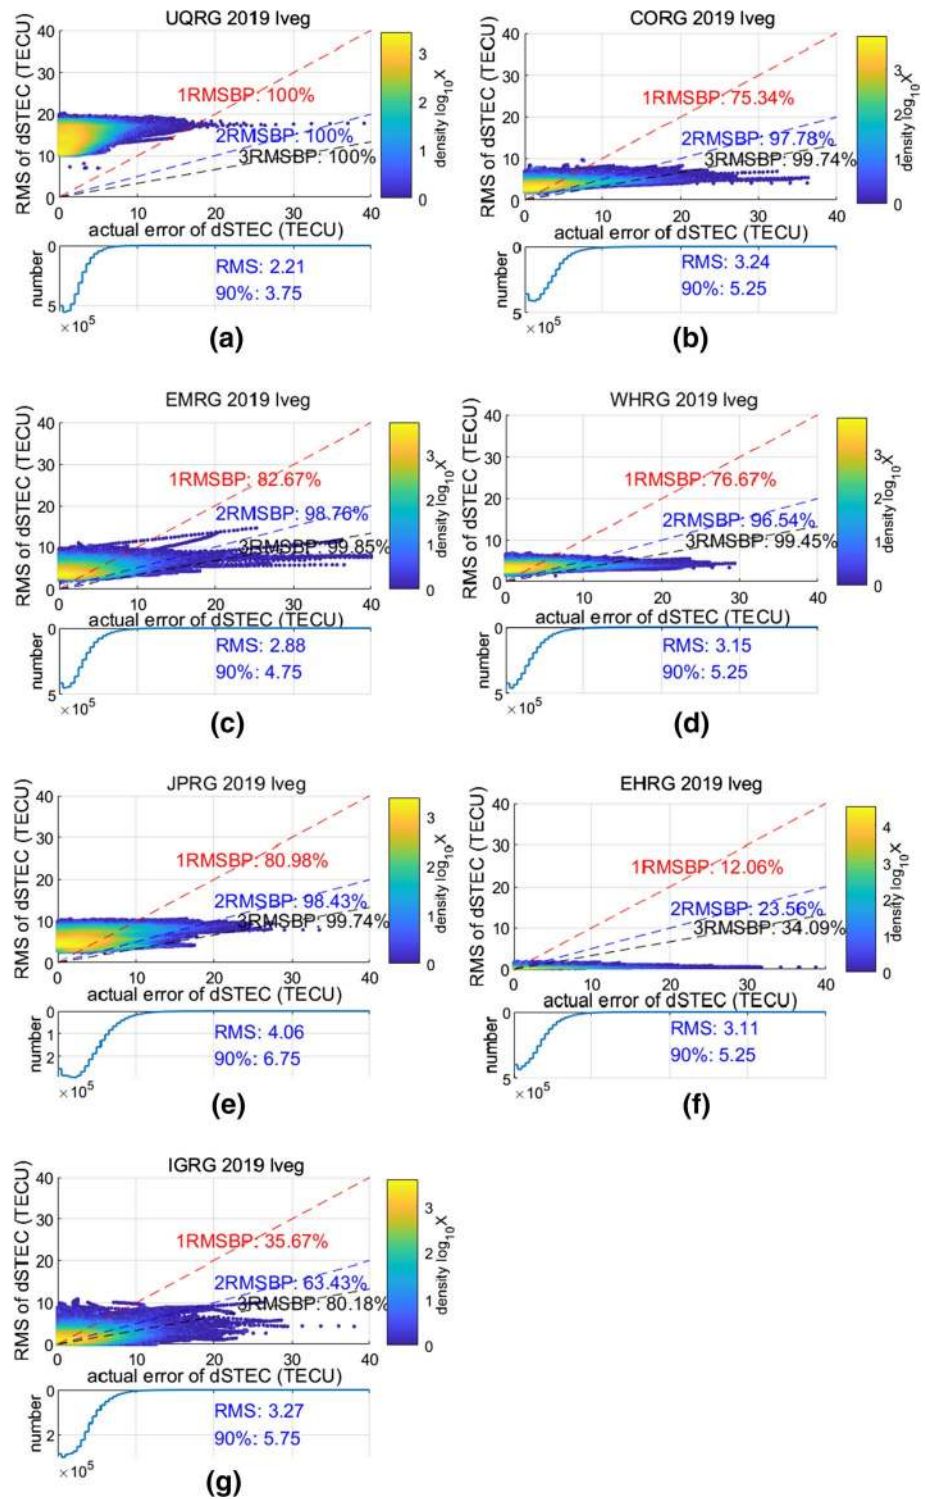 UQRG 2019 lveg
RMS of dSTEC (TECU)
40
30
20
10
0
1RMSBP: 100%
2RMSBP: 100%
3RMSBP: 100%
0 10 20 30 40
actual error of dSTEC (TECU)
density log10X
3
2
1
0
number
0
5
×10^5
RMS: 2.21
90%: 3.75
(a)
CORG 2019 lveg
RMS of dSTEC (TECU)
40
30
20
10
0
1RMSBP: 75.34%
2RMSBP: 97.78%
3RMSBP: 99.74%
0 10 20 30 40
actual error of dSTEC (TECU)
density log10X
3
2
1
0
number
0
5
×10^5
RMS: 3.24
90%: 5.25
(b)
EMRG 2019 lveg
RMS of dSTEC (TECU)
40
30
20
10
0
1RMSBP: 82.67%
2RMSBP: 98.76%
3RMSBP: 99.85%
0 10 20 30 40
actual error of dSTEC (TECU)
density log10X
3
2
1
0
number
0
5
×10^5
RMS: 2.88
90%: 4.75
(c)
WHRG 2019 lveg
RMS of dSTEC (TECU)
40
30
20
10
0
1RMSBP: 76.67%
2RMSBP: 96.54%
3RMSBP: 99.45%
0 10 20 30 40
actual error of dSTEC (TECU)
density log10X
3
2
1
0
number
0
5
×10^5
RMS: 3.15
90%: 5.25
(d)
JPRG 2019 lveg
RMS of dSTEC (TECU)
40
30
20
10
0
1RMSBP: 80.98%
2RMSBP: 98.43%
3RMSBP: 99.74%
0 10 20 30 40
actual error of dSTEC (TECU)
density log10X
3
2
1
0
number
0
1
2
×10^5
RMS: 4.06
90%: 6.75
(e)
EHRG 2019 lveg
RMS of dSTEC (TECU)
40
30
20
10
0
1RMSBP: 12.06%
2RMSBP: 23.56%
3RMSBP: 34.09%
0 10 20 30 40
actual error of dSTEC (TECU)
density log10X
4
3
2
1
0
number
0
5
×10^5
RMS: 3.11
90%: 5.25
(f)
IGRG 2019 lveg
RMS of dSTEC (TECU)
40
30
20
10
0
1RMSBP: 35.67%
2RMSBP: 63.43%
3RMSBP: 80.18%
0 10 20 30 40
actual error of dSTEC (TECU)
density log10X
3
2
1
0
number
0
2
×10^5
RMS: 3.27
90%: 5.75
(g)